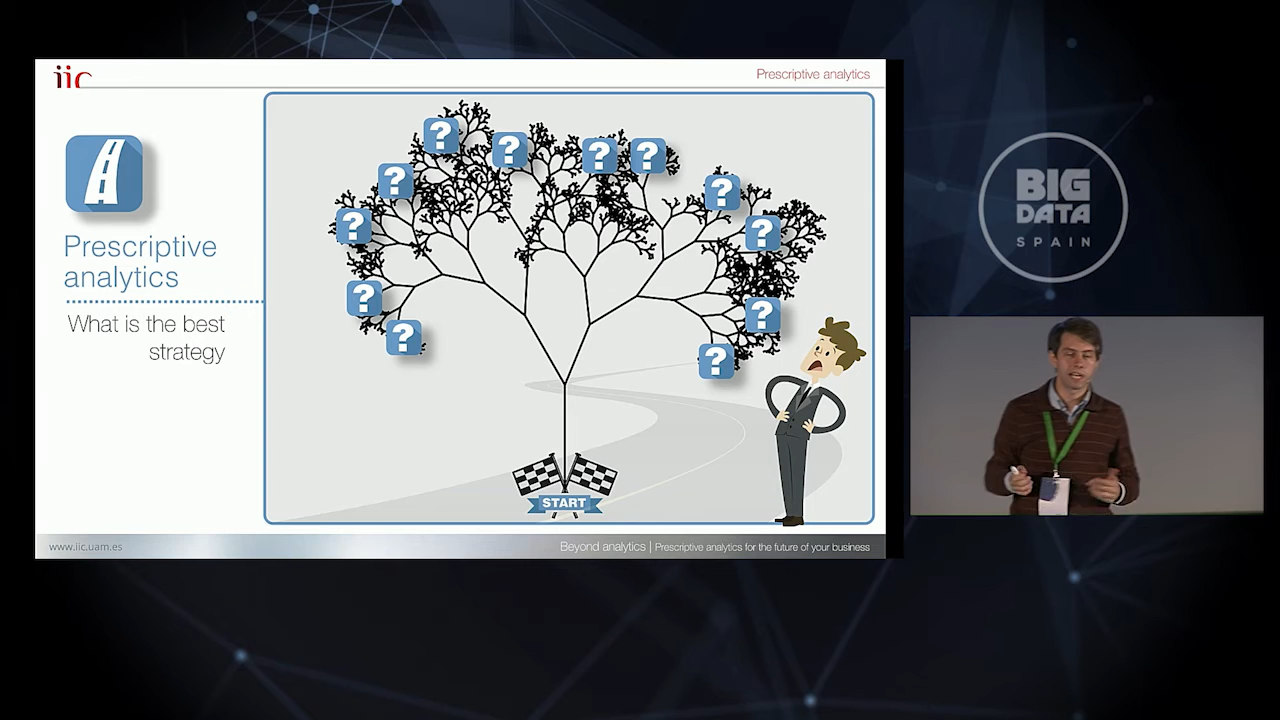 iic
Prescriptive analytics
Prescriptive
analytics
What is the best
strategy
?
?
?
?
?
?
?
?
?
?
?
?
START
www.iic.uam.es
Beyond analytics | Prescriptive analytics for the future of your business
BIG
DATA
SPAIN